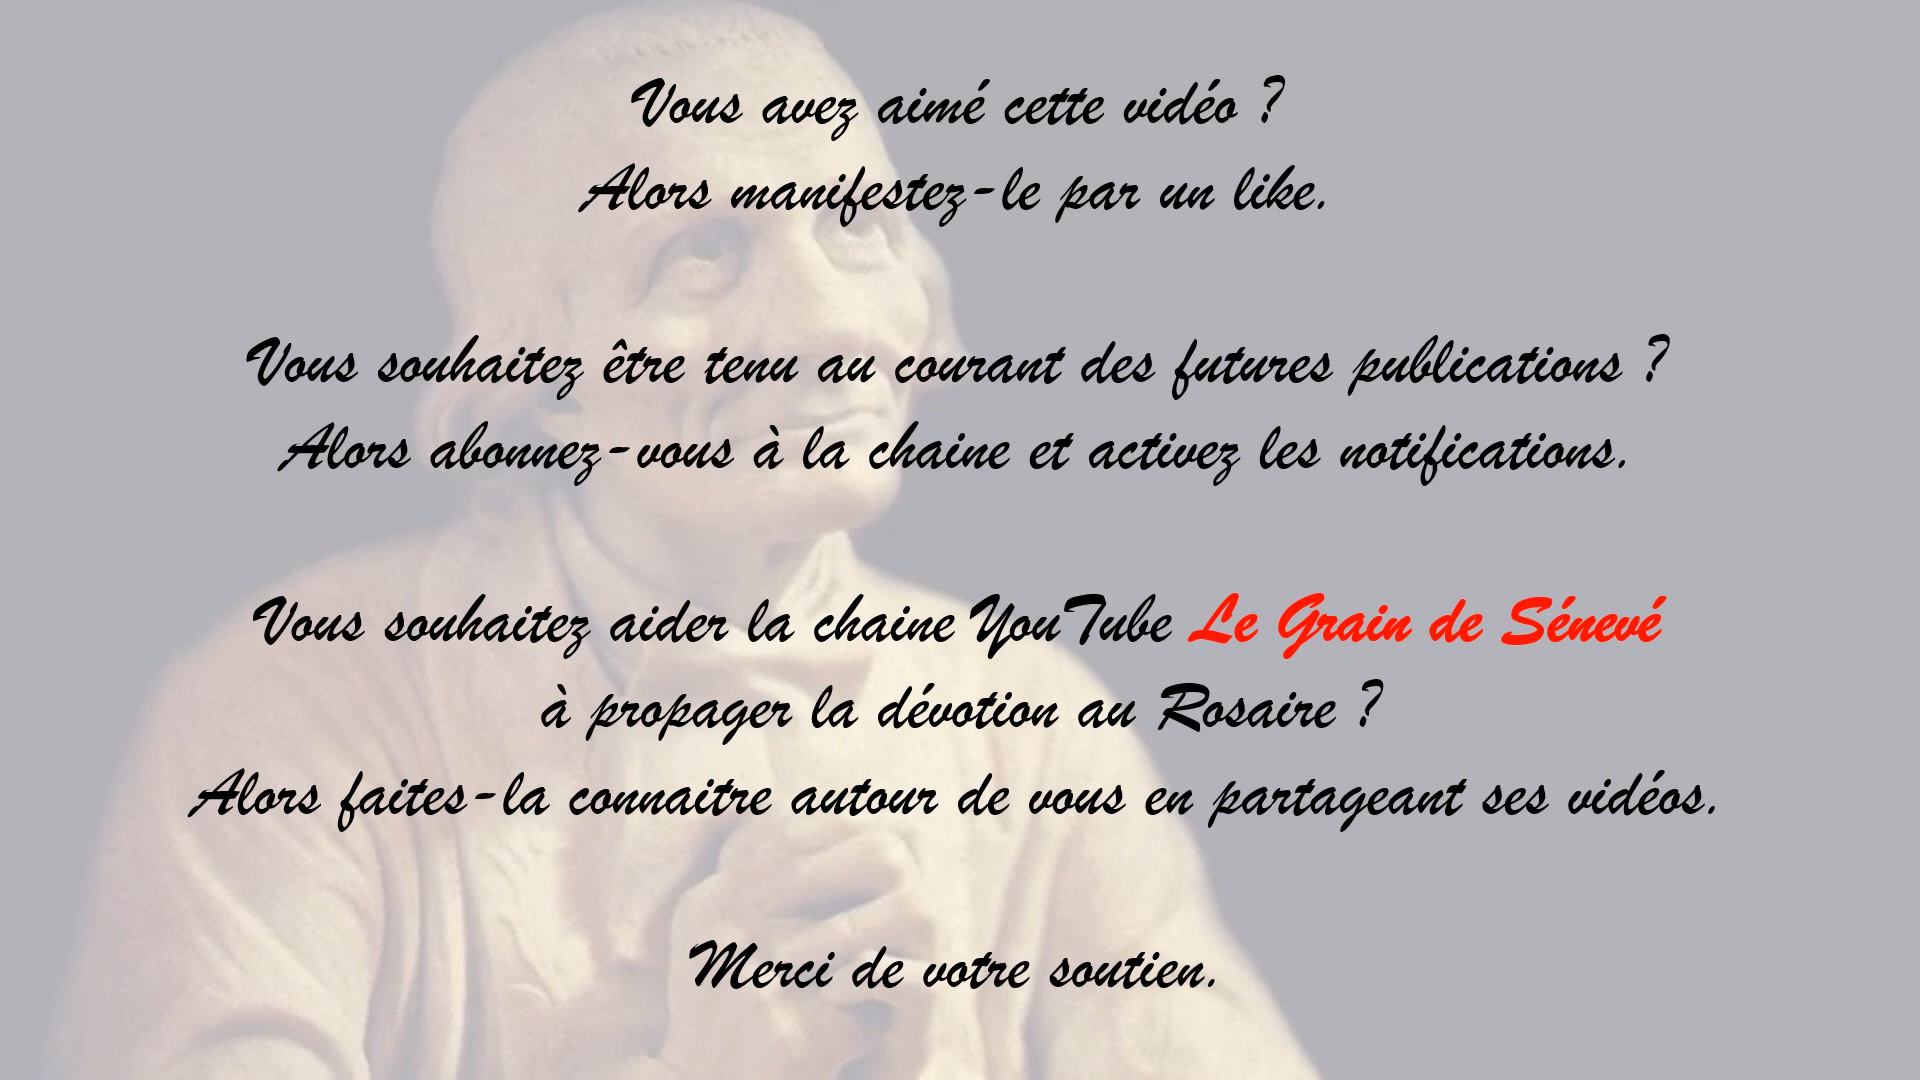 Vous avez aimé cette vidéo ?
Alors manifestez-le par un like.
Vous souhaitez être tenu au courant des futures publications ?
Alors abonnez-vous à la chaine et activez les notifications.
Vous souhaitez aider la chaine YouTube Le Grain de Sénevé
à propager la dévotion au Rosaire ?
Alors faites-la connaitre autour de vous en partageant ses vidéos.
Merci de votre soutien.